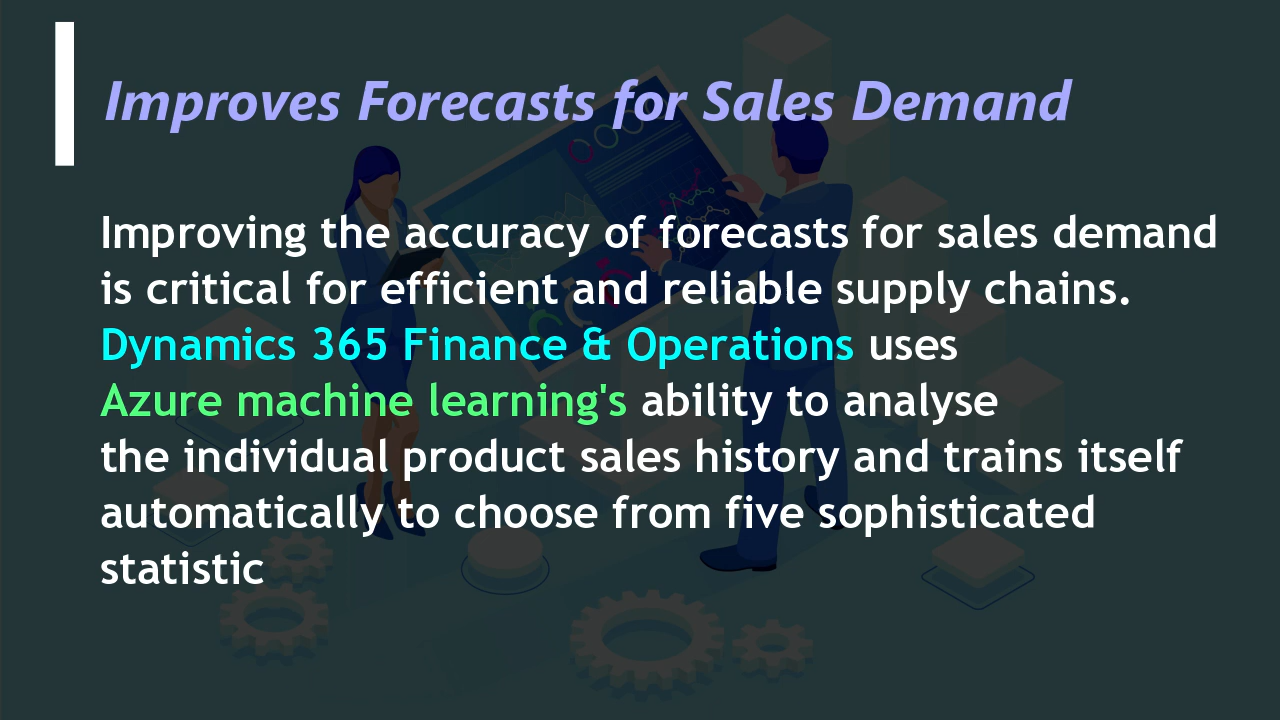 Improves Forecasts for Sales Demand
Improving the accuracy of forecasts for sales demand
is critical for efficient and reliable supply chains.
Dynamics 365 Finance & Operations uses
Azure machine learning's ability to analyse
the individual product sales history and trains itself
automatically to choose from five sophisticated
statistic